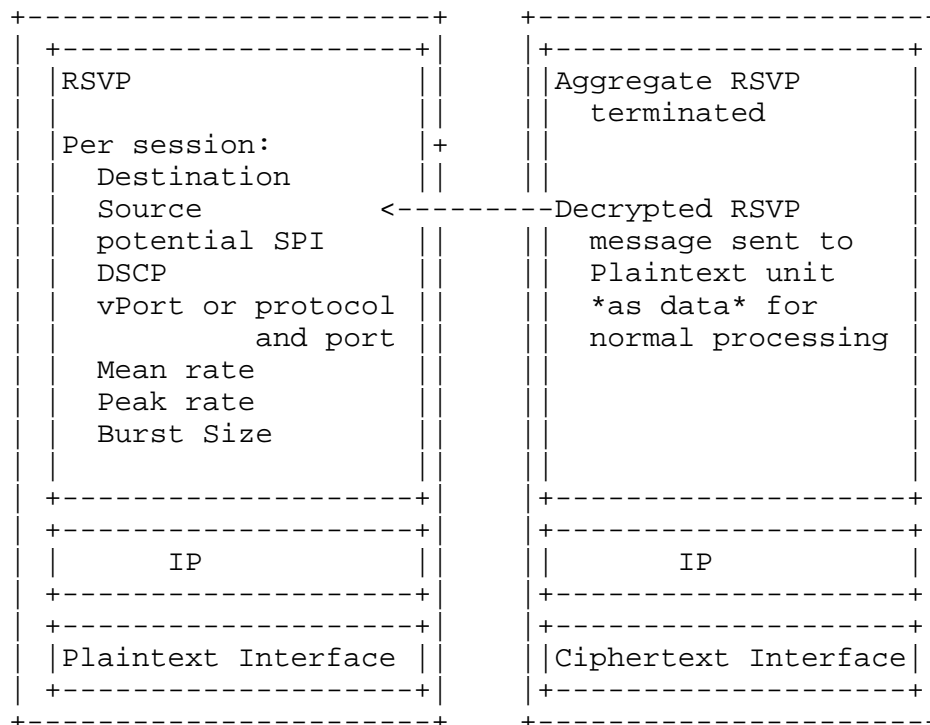 RSVP
Aggregate RSVP
terminated
Per session:
Destination
Source <---------Decrypted RSVP
potential SPI message sent to
DSCP Plaintext unit
vPort or protocol *as data* for
and port normal processing
Mean rate
Peak rate
Burst Size
IP IP
Plaintext Interface Ciphertext Interface